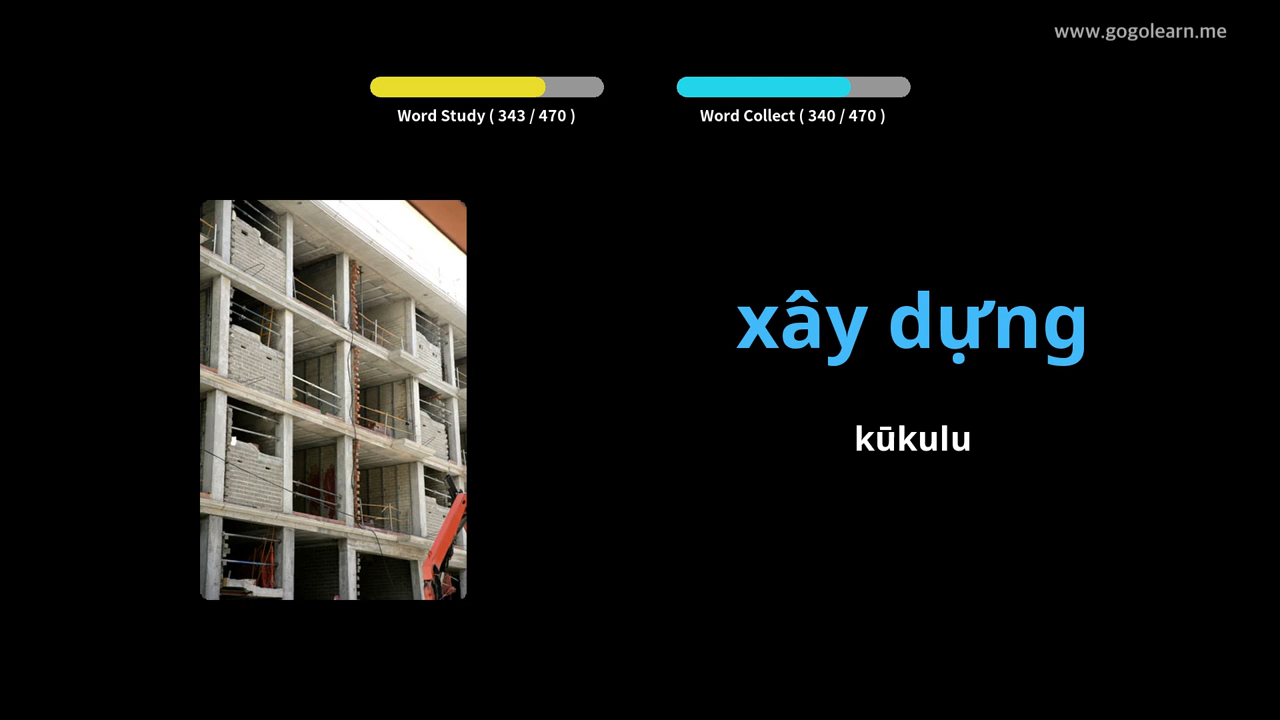 www.gogolearn.me
Word Study ( 343 / 470 )
Word Collect ( 340 / 470 )
xây dựng
kūkulu